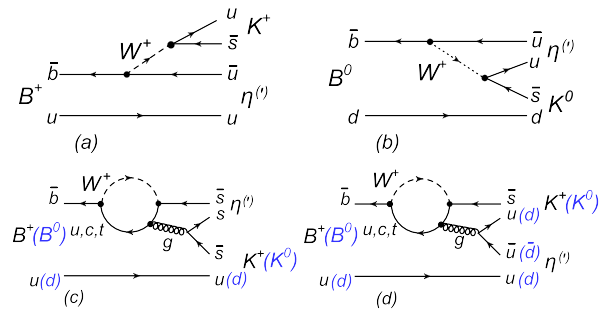 u K⁺
W⁺ s̄
b̄ ū
B⁺ η⁽′⁾
u u
(a)
b̄ ū
u η⁽′⁾
B⁰ W⁺
s̄ K⁰
d d
(b)
W⁺
b̄ s̄ η⁽′⁾
s
B⁺(B⁰) u,c,t g
s̄ K⁺(K⁰)
u(d) u(d)
(c)
W⁺
b̄ s̄ K⁺(K⁰)
u(d)
B⁺(B⁰) u,c,t g
ū(d̄) η⁽′⁾
u(d) u(d)
(d)